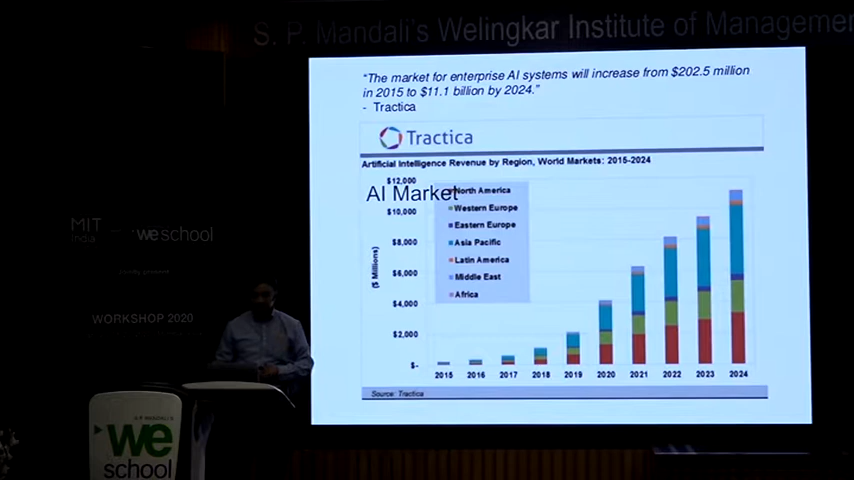 S. P. Mandali's Welingkar Institute of Management
"The market for enterprise AI systems will increase from $202.5 million
in 2015 to $11.1 billion by 2024."
- Tractica
Tractica
Artificial Intelligence Revenue by Region, World Markets: 2015-2024
AI Market
($ Millions)
$12,000
$10,000
$8,000
$6,000
$4,000
$2,000
$-
North America
Western Europe
Eastern Europe
Asia Pacific
Latin America
Middle East
Africa
2015 2016 2017 2018 2019 2020 2021 2022 2023 2024
Source: Tractica
MIT
India
weschool
WORKSHOP 2020
S.P. MANDALI'S
we
school